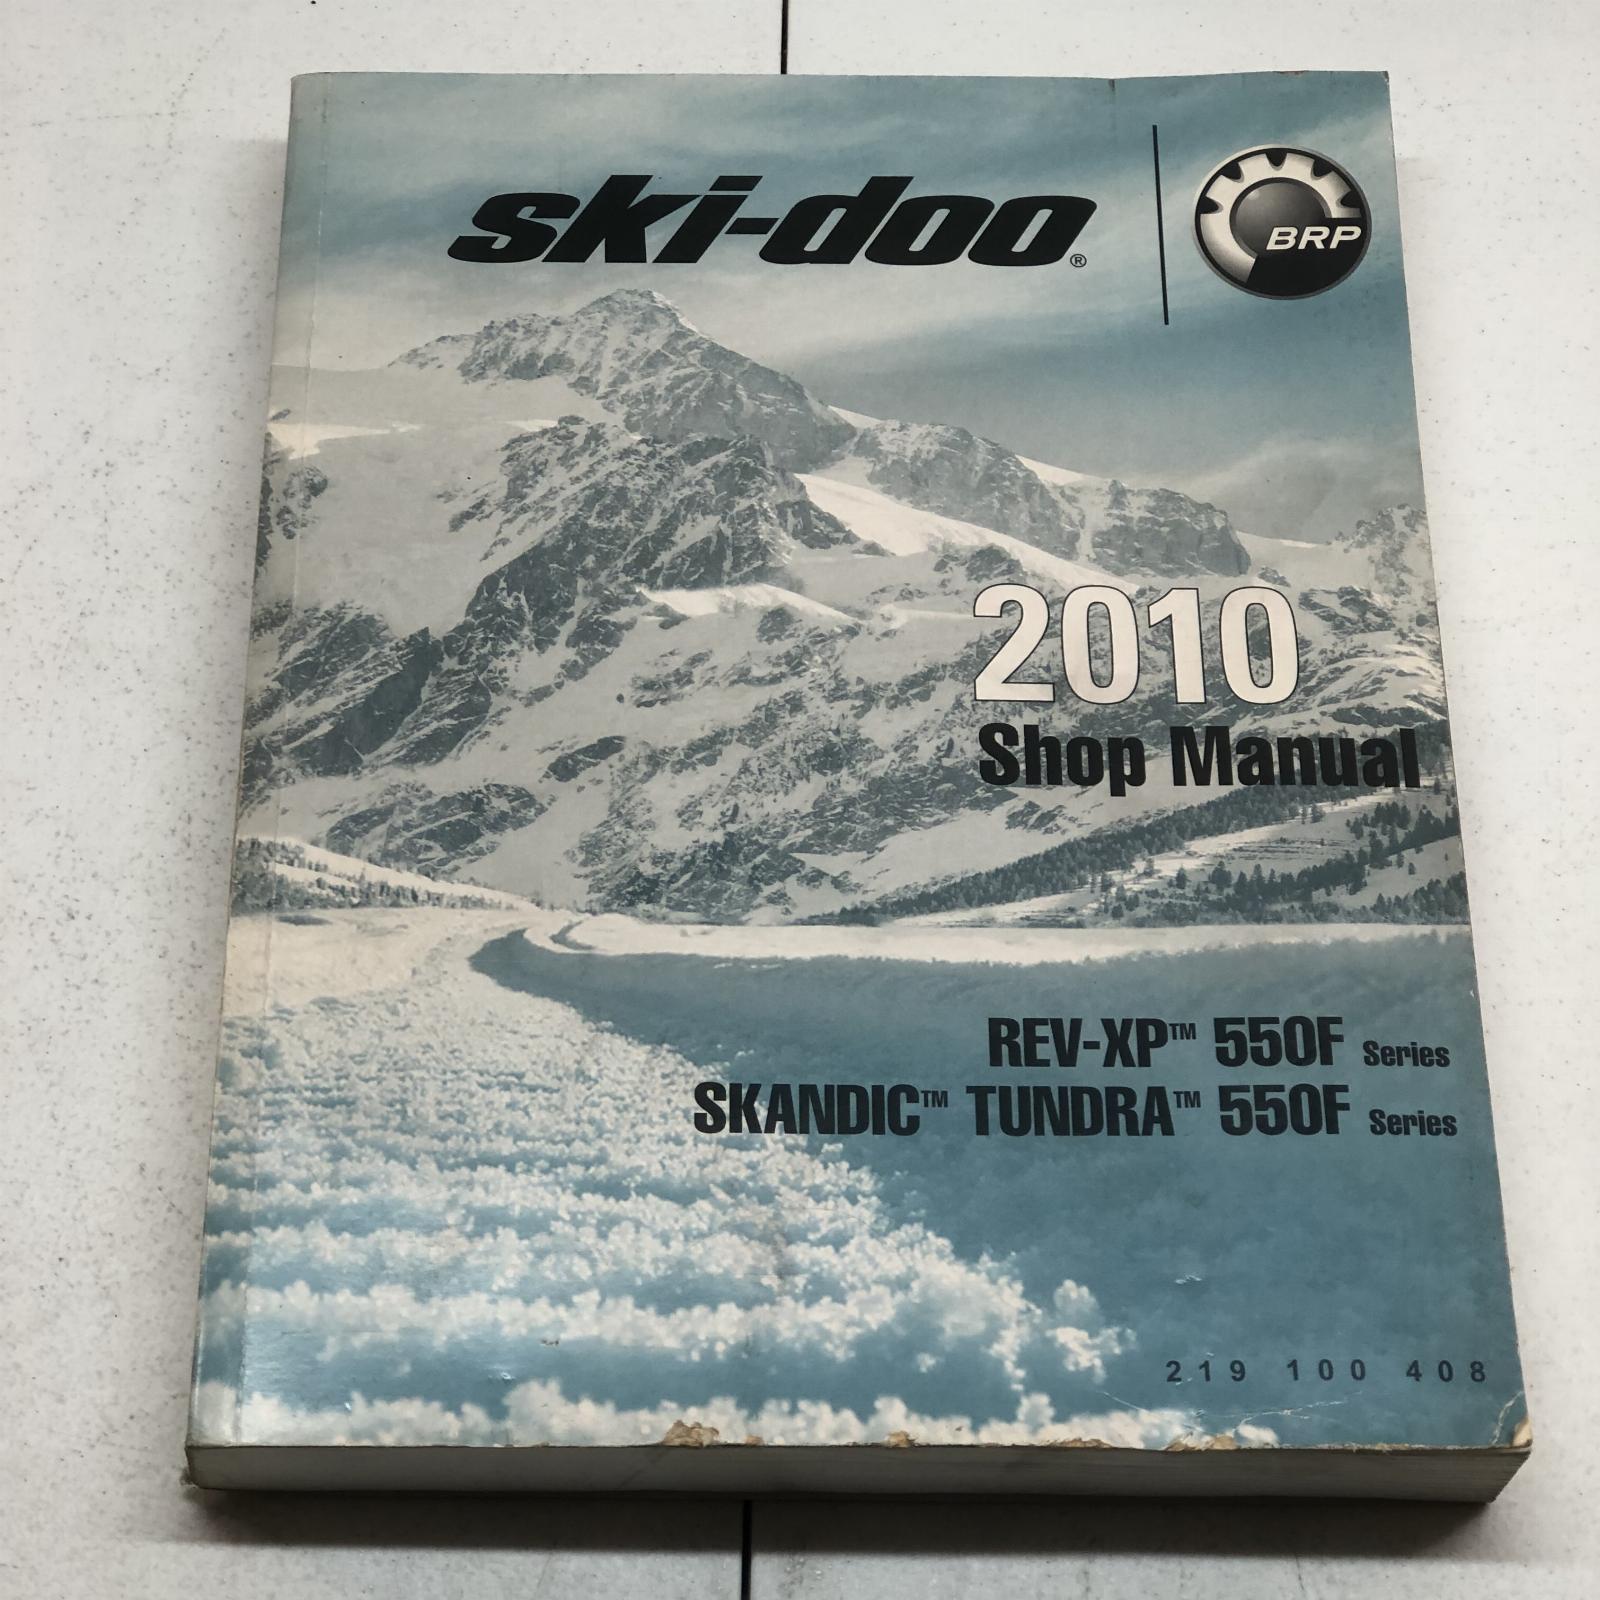 ski-doo®
BRP
2010
Shop Manual
REV-XP™ 550F Series
SKANDIC™ TUNDRA™ 550F Series
219 100 408